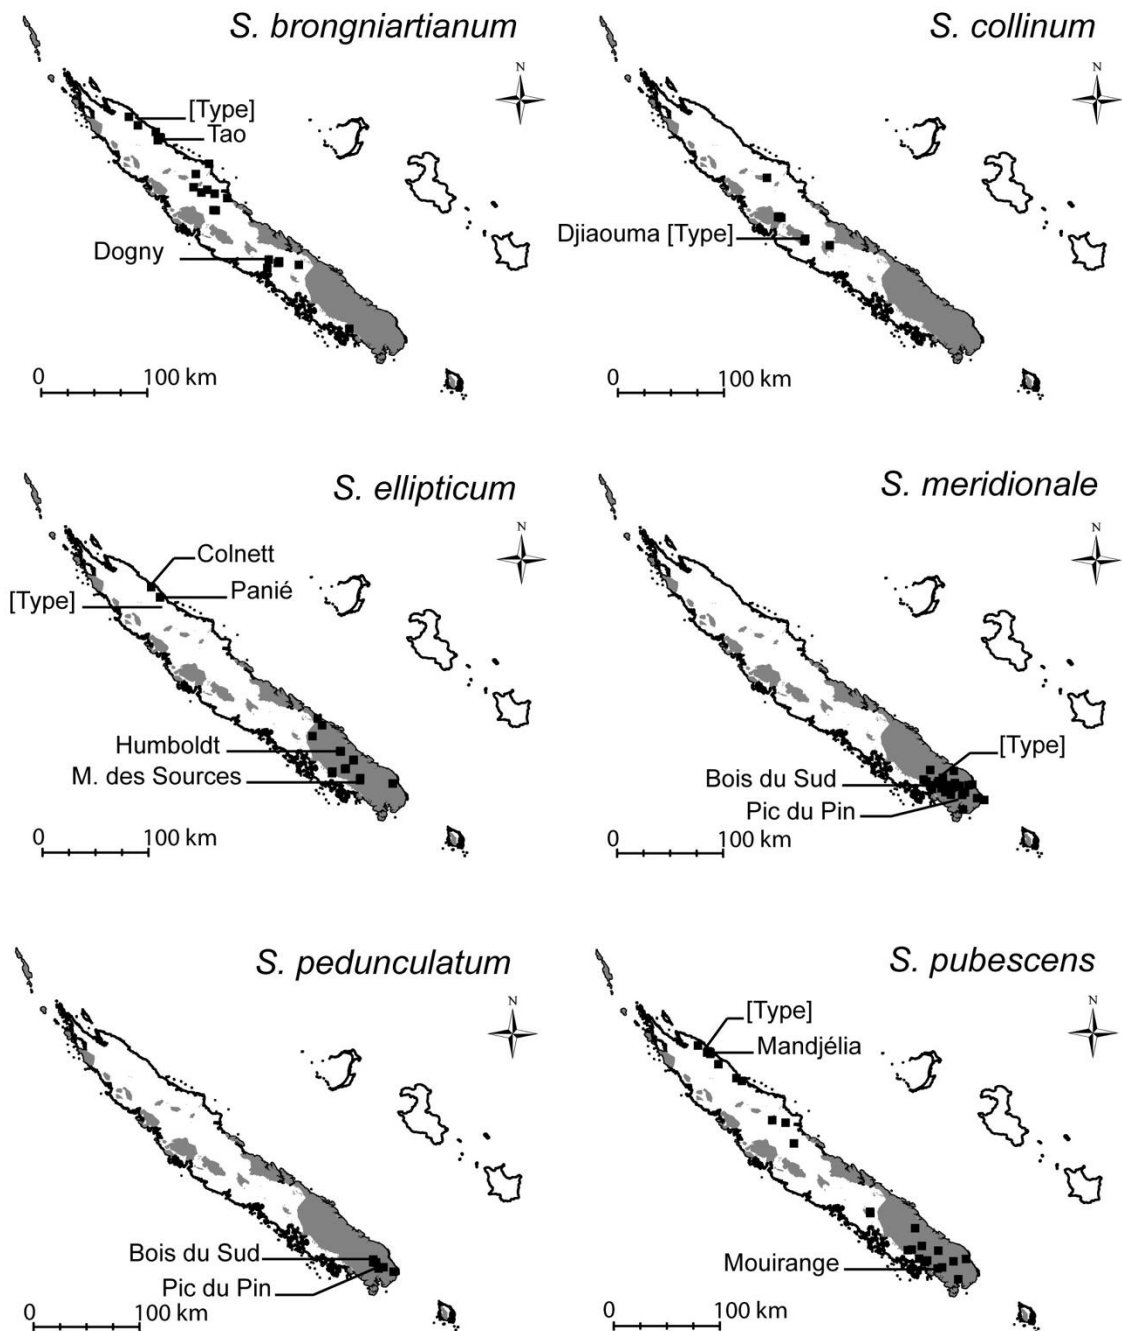 S. brongniartianum
N
[Type]
Tao
Dogny
0 100 km
S. collinum
N
Djiaouma [Type]
0 100 km
S. ellipticum
N
Colnett
Panié
[Type]
Humboldt
M. des Sources
0 100 km
S. meridionale
N
[Type]
Bois du Sud
Pic du Pin
0 100 km
S. pedunculatum
N
Bois du Sud
Pic du Pin
0 100 km
S. pubescens
N
[Type]
Mandjélia
Mouirange
0 100 km